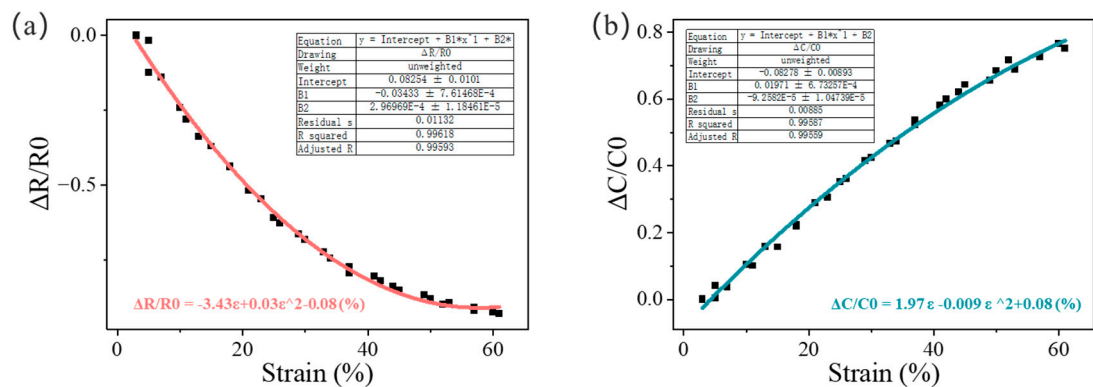 (a)
0.0
−0.5
ΔR/R0
Equation y = Intercept + B1*x^1 + B2*
Drawing ΔR/R0
Weight unweighted
Intercept 0.08254 ± 0.0101
B1 -0.03433 ± 7.61468E-4
B2 2.96969E-4 ± 1.18461E-5
Residual s 0.01132
R squared 0.99618
Adjusted R 0.99593
ΔR/R0 = -3.43ε+0.03ε^2-0.08 (%)
0 20 40 60
Strain (%)
(b)
0.8
0.6
0.4
0.2
0.0
ΔC/C0
Equation y = Intercept + B1*x^1 + B2
Drawing ΔC/C0
Weight unweighted
Intercept -0.08278 ± 0.00893
B1 0.01971 ± 6.73257E-4
B2 -9.2582E-5 ± 1.04739E-5
Residual s 0.00885
R squared 0.99587
Adjusted R 0.99559
ΔC/C0 = 1.97 ε -0.009 ε ^2+0.08 (%)
0 20 40 60
Strain (%)